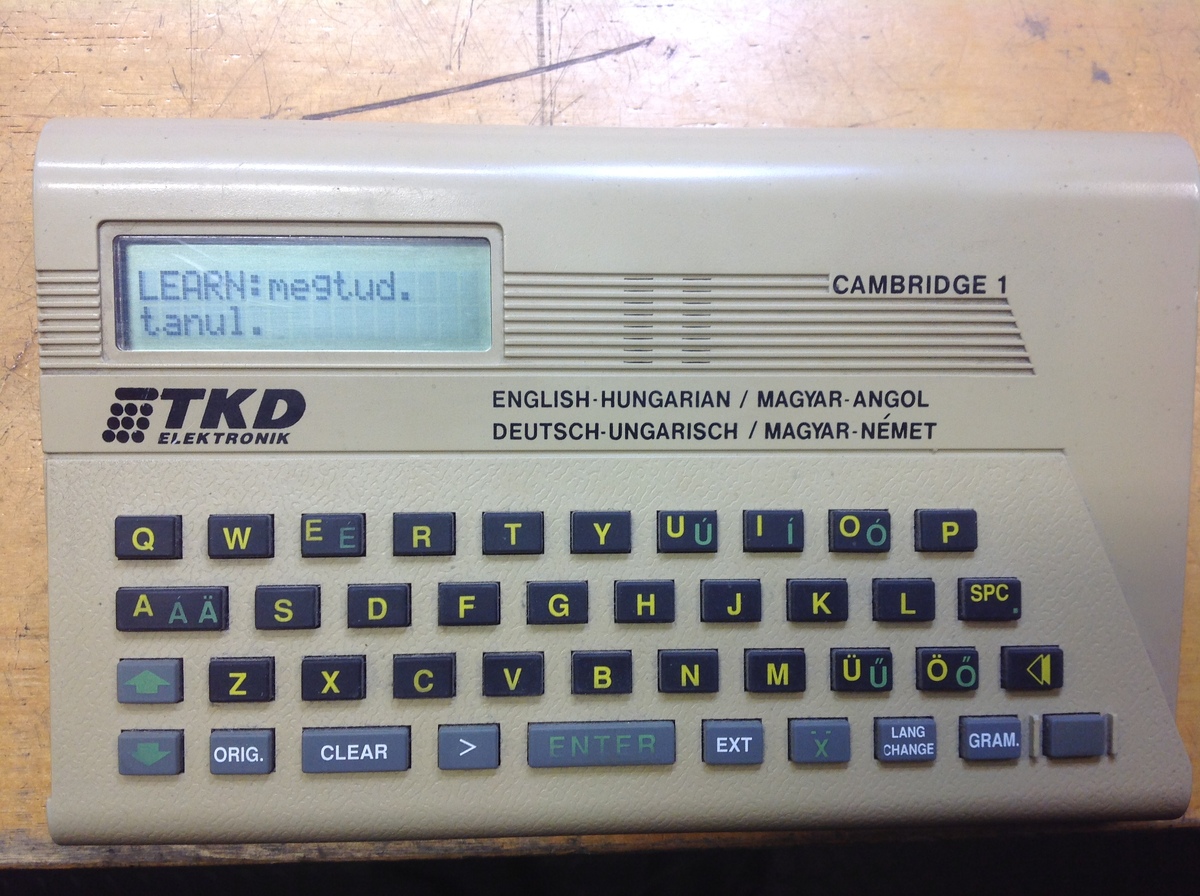 LEARN:megtud.
tanul.
CAMBRIDGE 1
TKD
ELEKTRONIK
ENGLISH-HUNGARIAN / MAGYAR-ANGOL
DEUTSCH-UNGARISCH / MAGYAR-NÉMET
Q W E É R T Y U Ú I Í O Ó P
A Á Ä S D F G H J K L SPC .
Z X C V B N M Ü Ű Ö Ő
ORIG. CLEAR > ENTER EXT Ẍ LANG CHANGE GRAM.